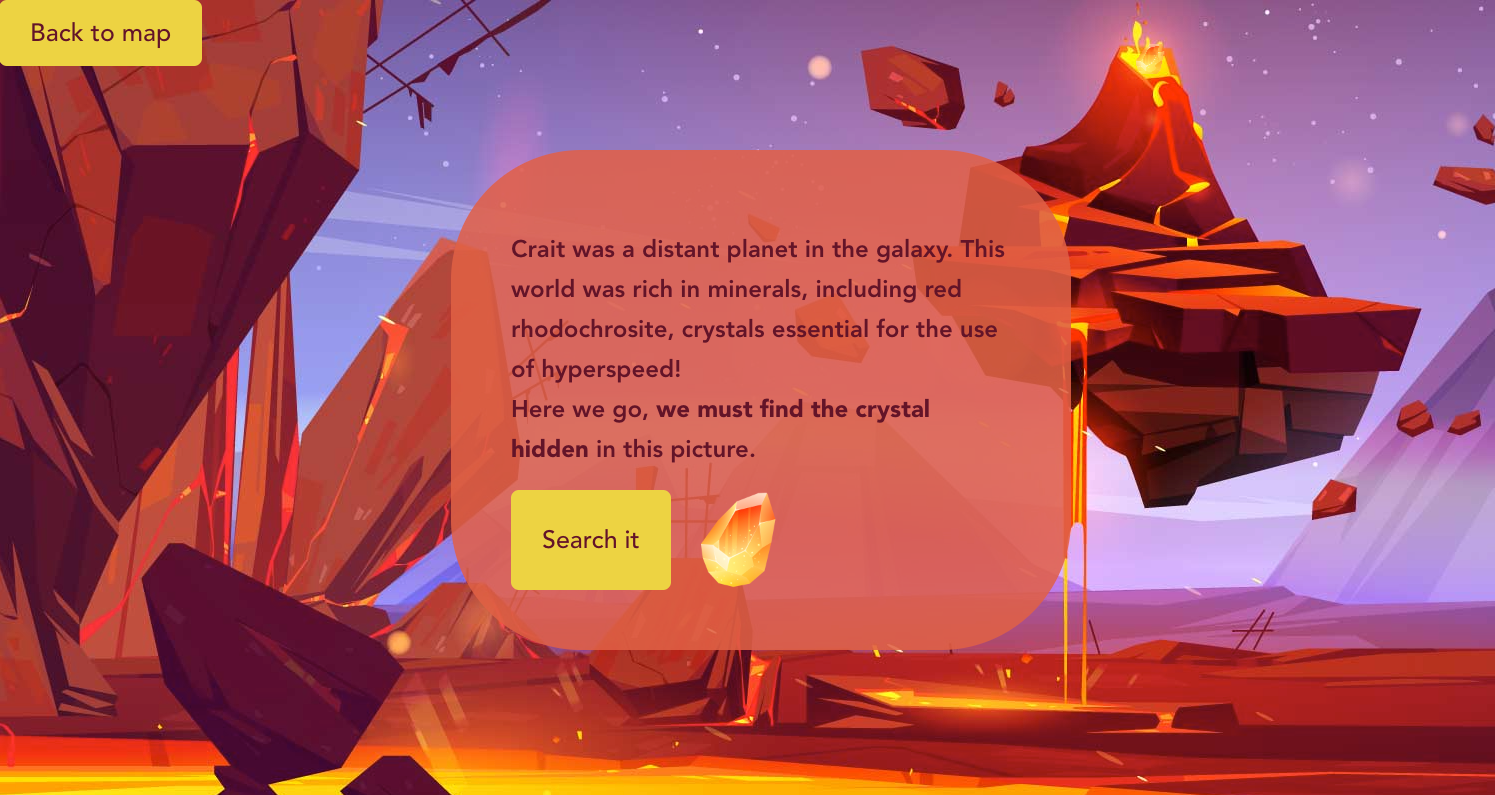 Back to map
Crait was a distant planet in the galaxy. This
world was rich in minerals, including red
rhodochrosite, crystals essential for the use
of hyperspeed!
Here we go, we must find the crystal
hidden in this picture.
Search it